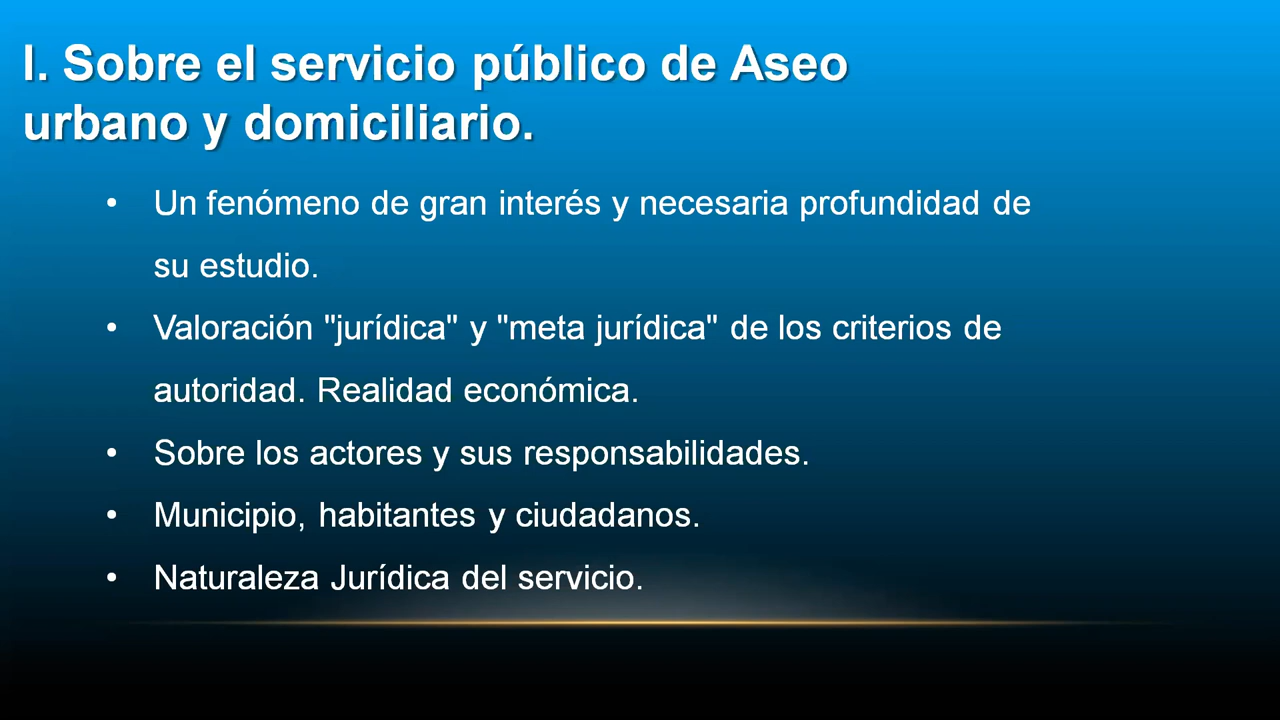 I. Sobre el servicio público de Aseo
urbano y domiciliario.
• Un fenómeno de gran interés y necesaria profundidad de
su estudio.
• Valoración "jurídica" y "meta jurídica" de los criterios de
autoridad. Realidad económica.
• Sobre los actores y sus responsabilidades.
• Municipio, habitantes y ciudadanos.
• Naturaleza Jurídica del servicio.